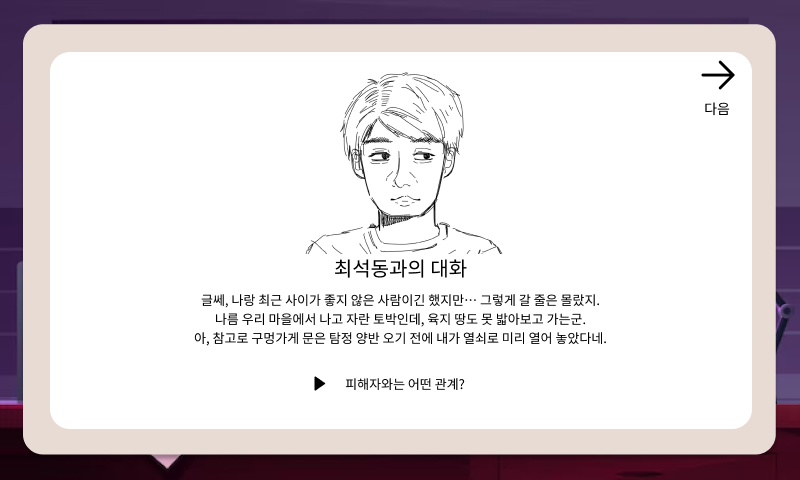 다음
최석동과의 대화
글쎄, 나랑 최근 사이가 좋지 않은 사람이긴 했지만… 그렇게 갈 줄은 몰랐지.
나름 우리 마을에서 나고 자란 토박인데, 육지 땅도 못 밟아보고 가는군.
아, 참고로 구멍가게 문은 탐정 양반 오기 전에 내가 열쇠로 미리 열어 놓았다네.
피해자와는 어떤 관계?